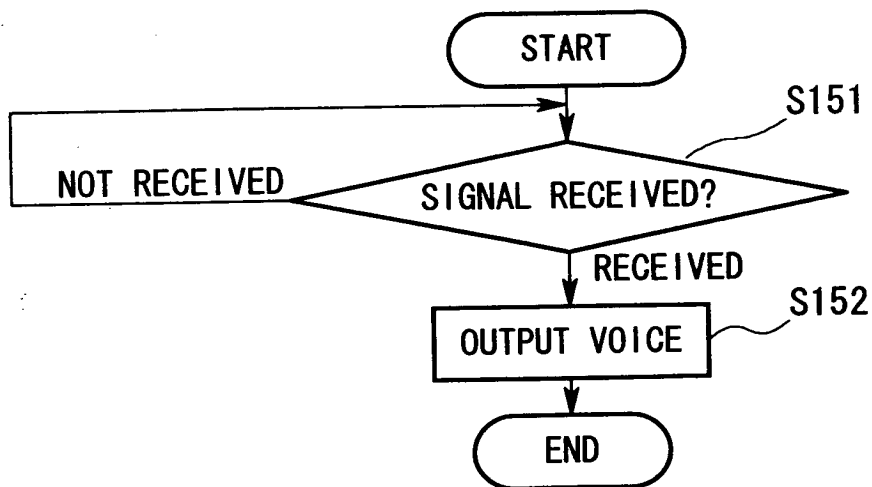 START
S151
NOT RECEIVED
SIGNAL RECEIVED?
RECEIVED
S152
OUTPUT VOICE
END